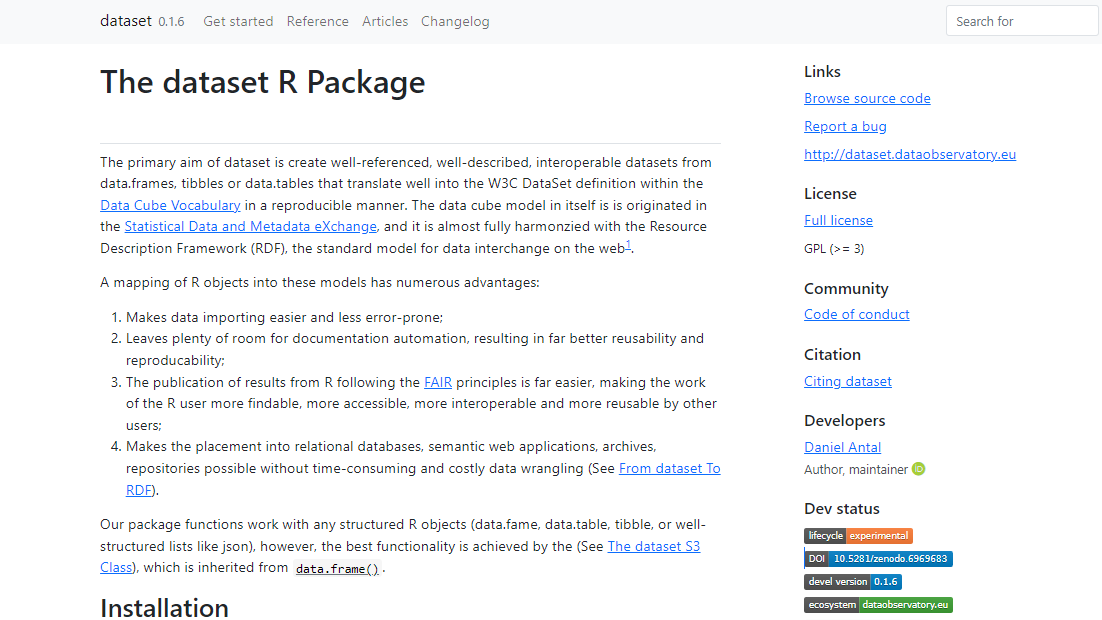 dataset 0.1.6 Get started Reference Articles Changelog Search for
The dataset R Package
The primary aim of dataset is create well-referenced, well-described, interoperable datasets from
data.frames, tibbles or data.tables that translate well into the W3C DataSet definition within the
Data Cube Vocabulary in a reproducible manner. The data cube model in itself is is originated in
the Statistical Data and Metadata eXchange, and it is almost fully harmonzied with the Resource
Description Framework (RDF), the standard model for data interchange on the web1.
A mapping of R objects into these models has numerous advantages:
1. Makes data importing easier and less error-prone;
2. Leaves plenty of room for documentation automation, resulting in far better reusability and
reproducability;
3. The publication of results from R following the FAIR principles is far easier, making the work
of the R user more findable, more accessible, more interoperable and more reusable by other
users;
4. Makes the placement into relational databases, semantic web applications, archives,
repositories possible without time-consuming and costly data wrangling (See From dataset To
RDF).
Our package functions work with any structured R objects (data.fame, data.table, tibble, or well-
structured lists like json), however, the best functionality is achieved by the (See The dataset S3
Class), which is inherited from data.frame().
Installation
Links
Browse source code
Report a bug
http://dataset.dataobservatory.eu
License
Full license
GPL (>= 3)
Community
Code of conduct
Citation
Citing dataset
Developers
Daniel Antal
Author, maintainer iD
Dev status
lifecycle experimental
DOI 10.5281/zenodo.6969683
devel version 0.1.6
ecosystem dataobservatory.eu